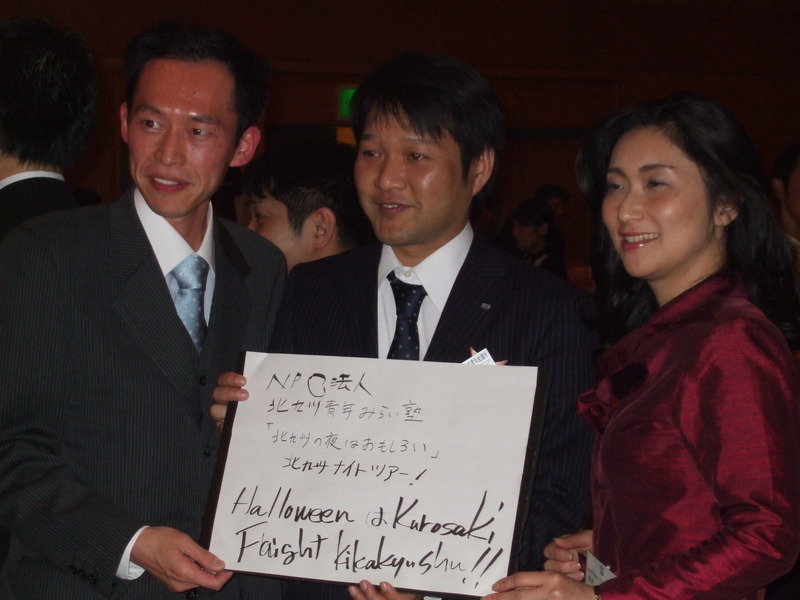 NPO法人
北九州青年みらい塾
「北九州の夜はおもしろい」
北九州ナイトツアー!
Halloween は Kurosaki
Faight kikakyushu!!